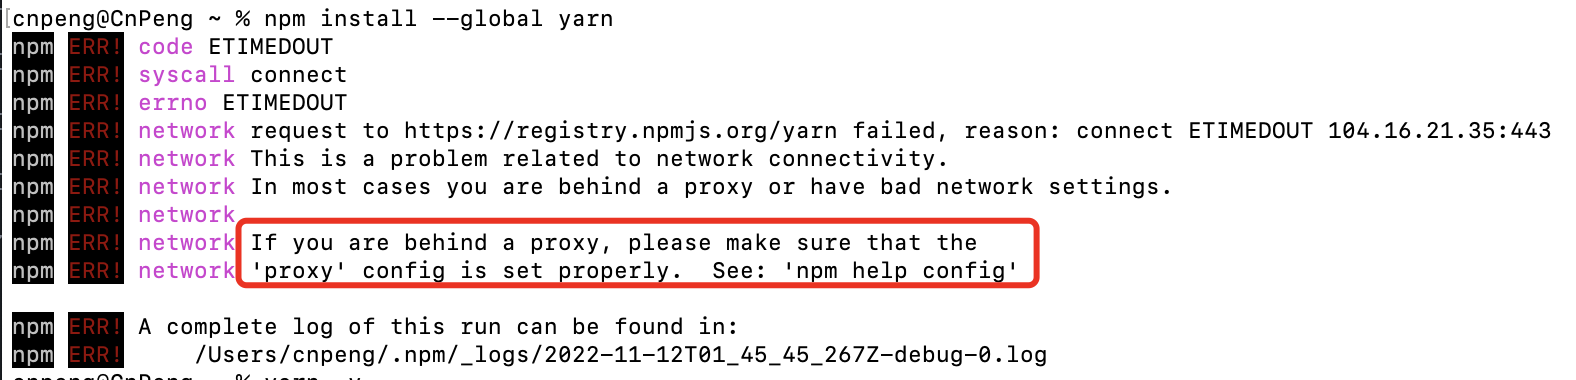 cnpeng@CnPeng ~ % npm install --global yarn
npm ERR! code ETIMEDOUT
npm ERR! syscall connect
npm ERR! errno ETIMEDOUT
npm ERR! network request to https://registry.npmjs.org/yarn failed, reason: connect ETIMEDOUT 104.16.21.35:443
npm ERR! network This is a problem related to network connectivity.
npm ERR! network In most cases you are behind a proxy or have bad network settings.
npm ERR! network
npm ERR! network If you are behind a proxy, please make sure that the
npm ERR! network 'proxy' config is set properly.  See: 'npm help config'
npm ERR! A complete log of this run can be found in:
npm ERR!     /Users/cnpeng/.npm/_logs/2022-11-12T01_45_45_267Z-debug-0.log
cnpeng@CnPeng ~ % yarn